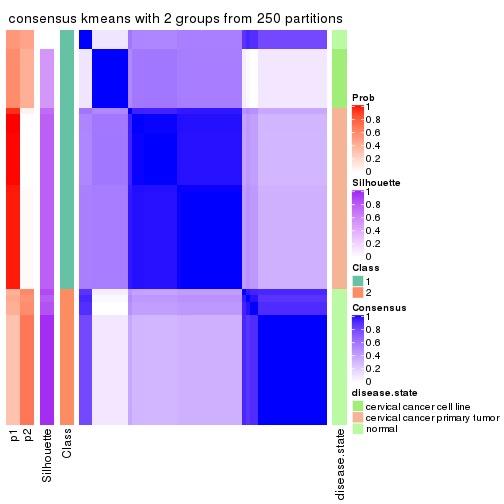 consensus kmeans with 2 groups from 250 partitions
Prob
1
0.8
0.6
0.4
0.2
0
Silhouette
1
0.8
0.6
0.4
0.2
0
Class
1
2
Consensus
1
0.8
0.6
0.4
0.2
0
disease.state
cervical cancer cell line
cervical cancer primary tumor
normal
p1
p2
Silhouette
Class
disease.state